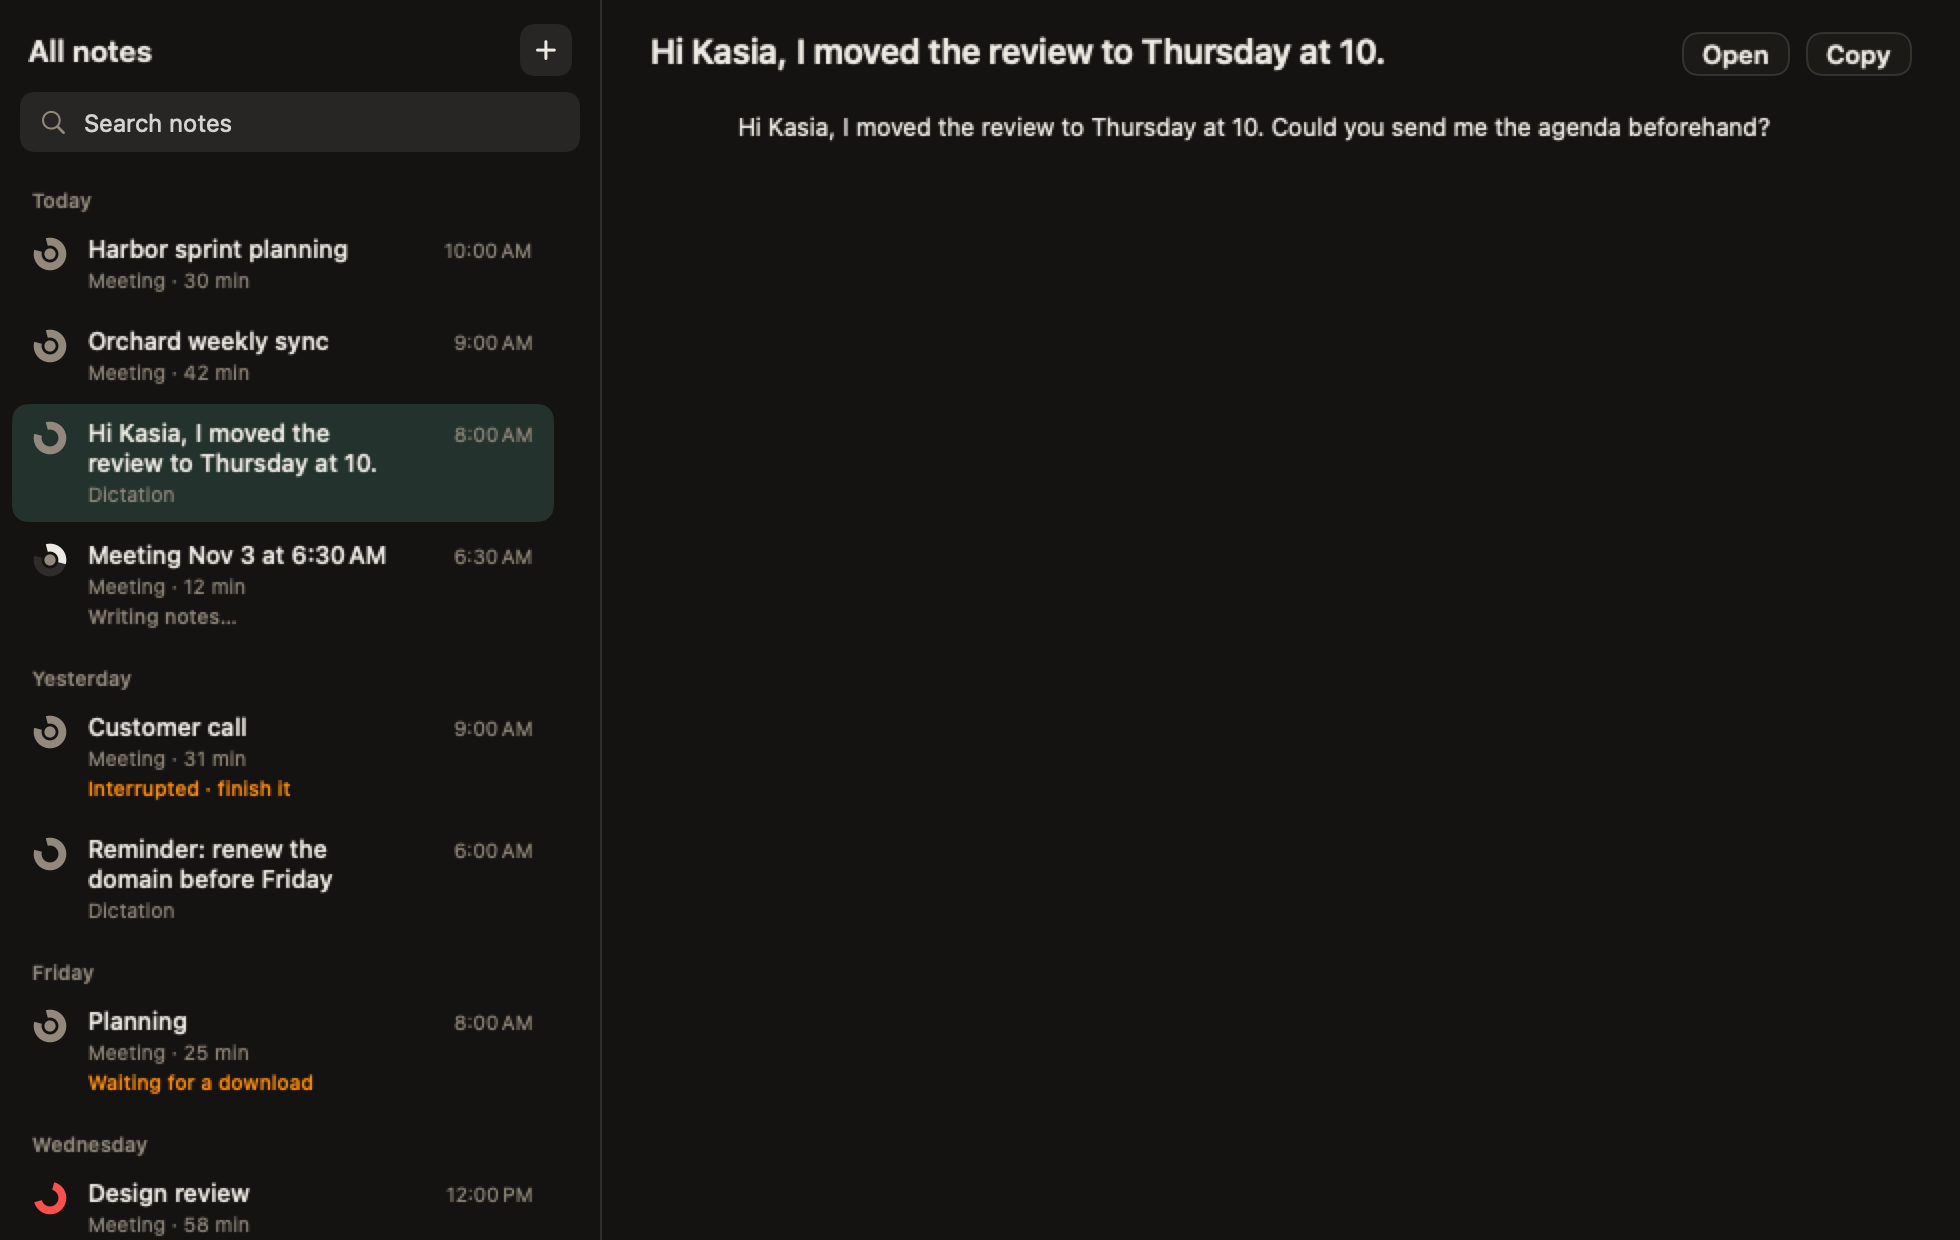 All notes
Search notes
Today
Harbor sprint planning 10:00 AM
Meeting · 30 min
Orchard weekly sync 9:00 AM
Meeting · 42 min
Hi Kasia, I moved the 8:00 AM
review to Thursday at 10.
Dictation
Meeting Nov 3 at 6:30 AM 6:30 AM
Meeting · 12 min
Writing notes...
Yesterday
Customer call 9:00 AM
Meeting · 31 min
Interrupted · finish it
Reminder: renew the 6:00 AM
domain before Friday
Dictation
Friday
Planning 8:00 AM
Meeting · 25 min
Waiting for a download
Wednesday
Design review 12:00 PM
Meeting · 58 min
Hi Kasia, I moved the review to Thursday at 10. Open Copy
Hi Kasia, I moved the review to Thursday at 10. Could you send me the agenda beforehand?